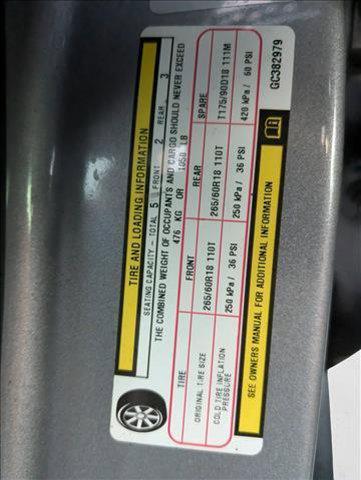 TIRE AND LOADING INFORMATION
SEATING CAPACITY - TOTAL 5 FRONT 2 REAR 3
THE COMBINED WEIGHT OF OCCUPANTS AND CARGO SHOULD NEVER EXCEED
476 KG OR 1050 LB
TIRE FRONT REAR SPARE
ORIGINAL TIRE SIZE 265/60R18 110T 265/60R18 110T T175/90D18 111M
COLD TIRE INFLATION
PRESSURE 250 kPa / 36 PSI 250 kPa / 36 PSI 420 kPa / 60 PSI
SEE OWNERS MANUAL FOR ADDITIONAL INFORMATION
GC382979